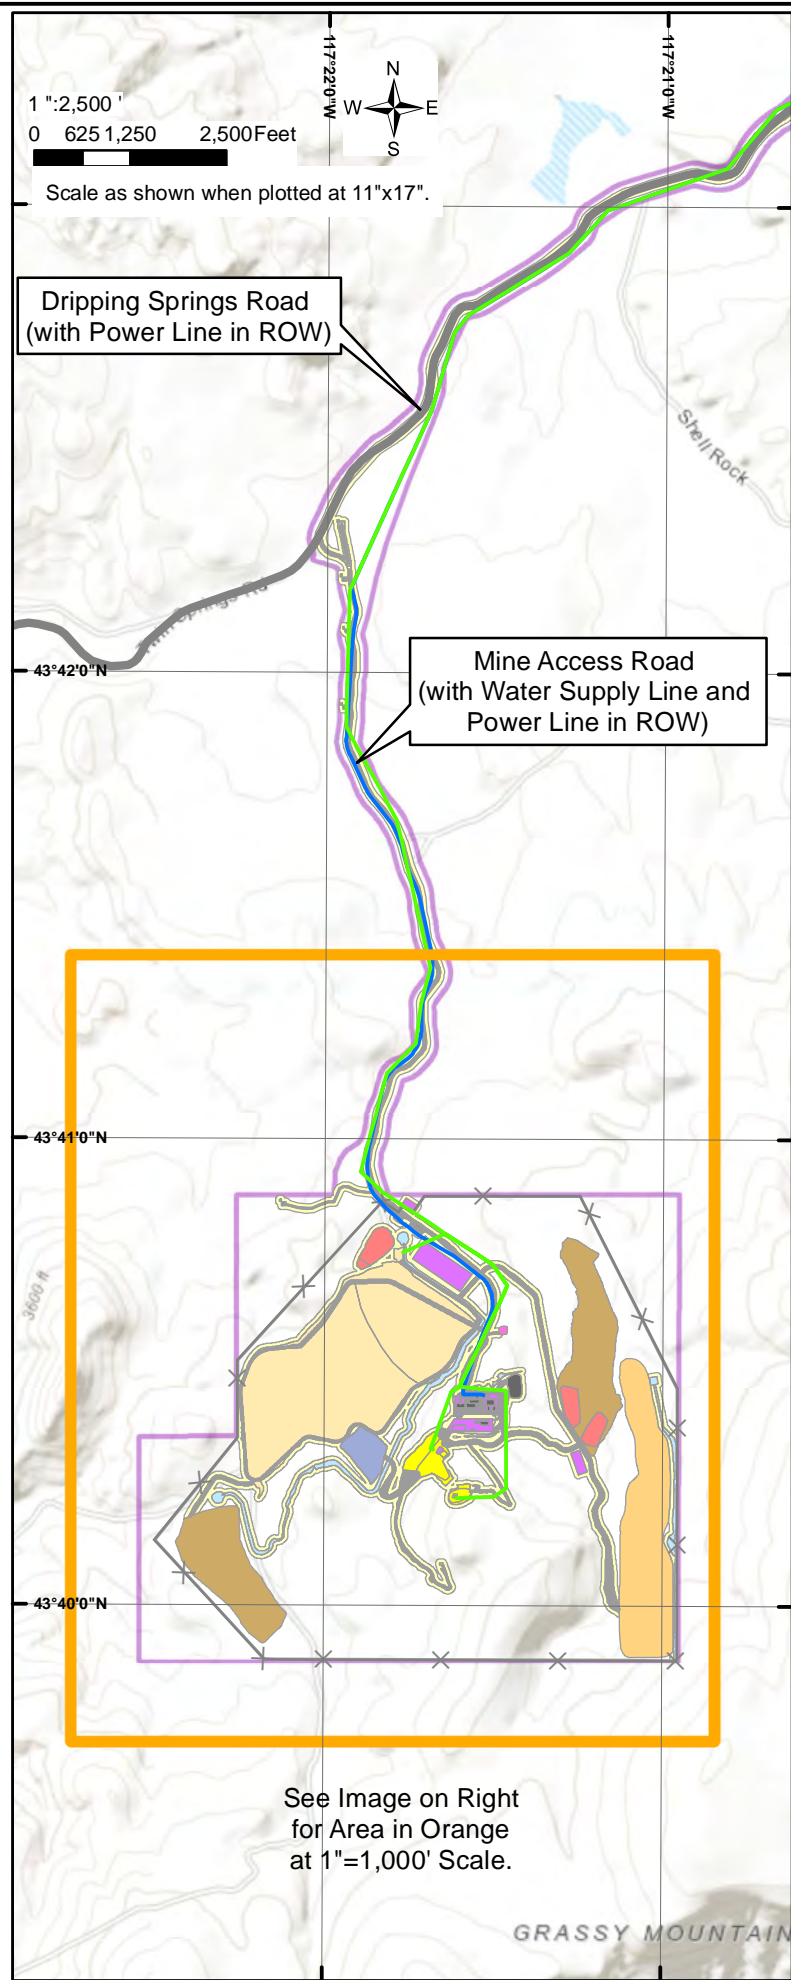 117°22'0"W
117°21'0"W
N
W E
S
1 ":2,500 '
0 625 1,250 2,500 Feet
Scale as shown when plotted at 11"x17".
Dripping Springs Road
(with Power Line in ROW)
Shell Rock
Twin Springs Rd
43°42'0"N
Mine Access Road
(with Water Supply Line and
Power Line in ROW)
43°41'0"N
3600 ft
43°40'0"N
See Image on Right
for Area in Orange
at 1"=1,000' Scale.
GRASSY MOUNTAIN